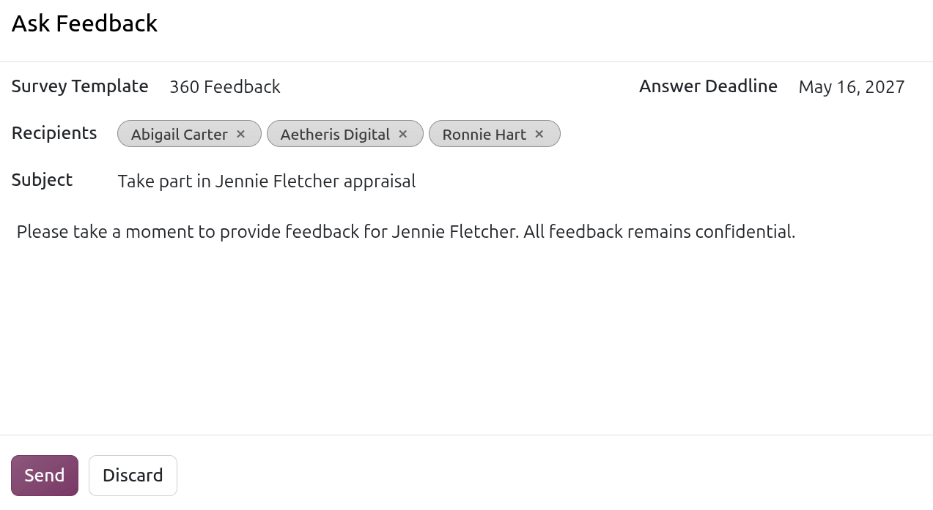 Ask Feedback
Survey Template 360 Feedback Answer Deadline May 16, 2027
Recipients Abigail Carter × Aetheris Digital × Ronnie Hart ×
Subject Take part in Jennie Fletcher appraisal
Please take a moment to provide feedback for Jennie Fletcher. All feedback remains confidential.
Send Discard